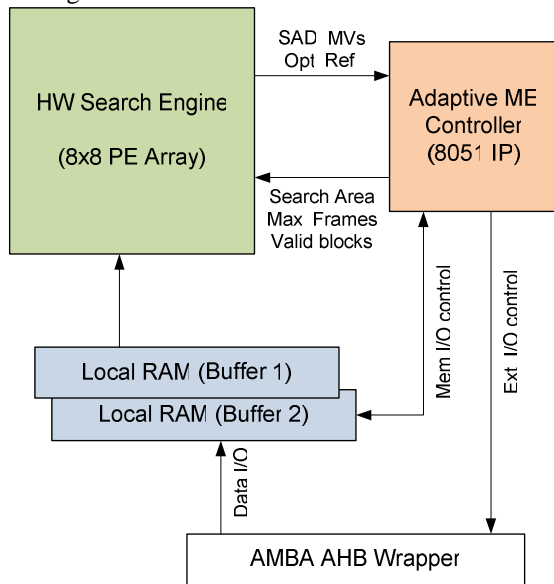 SAD MVs
Opt Ref
HW Search Engine
(8x8 PE Array)
Adaptive ME
Controller
(8051 IP)
Search Area
Max Frames
Valid blocks
Mem I/O control
Ext I/O control
Local RAM (Buffer 1)
Local RAM (Buffer 2)
Data I/O
AMBA AHB Wrapper